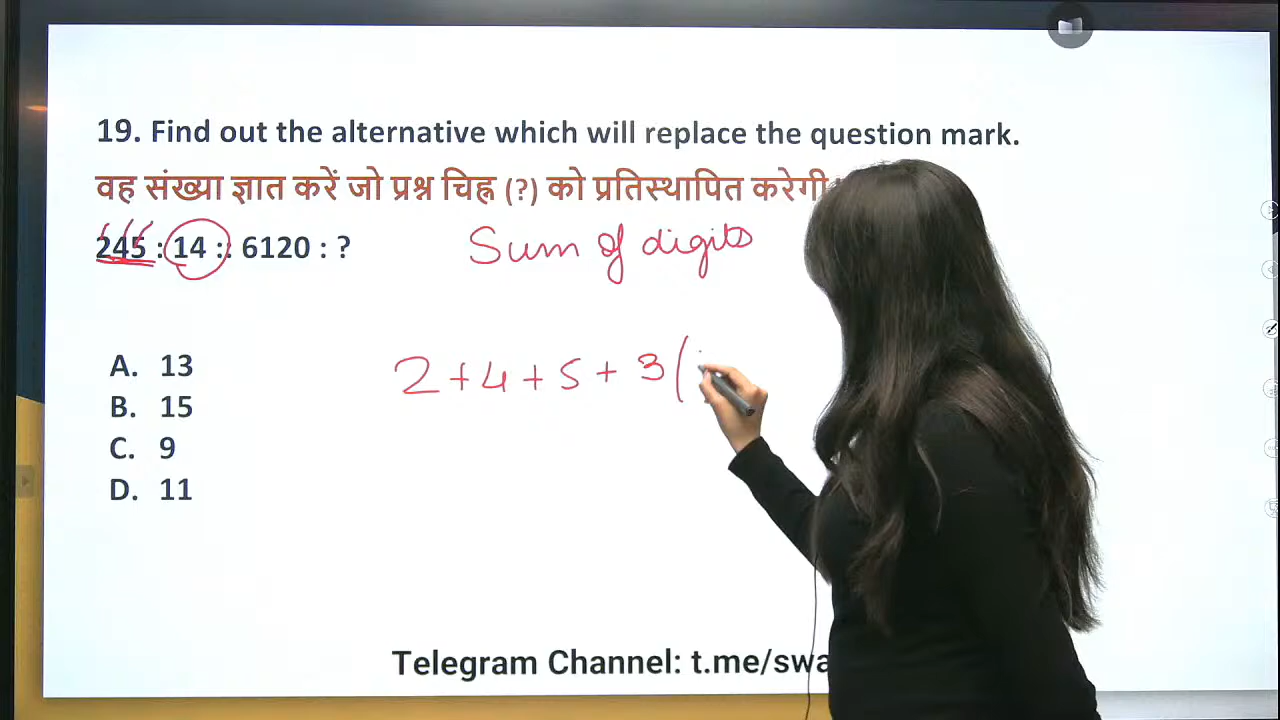 19. Find out the alternative which will replace the question mark.
वह संख्या ज्ञात करें जो प्रश्न चिह्न (?) को प्रतिस्थापित करेगी
245 : 14 :: 6120 : ?
Sum of digits
2+4+5+3(
A. 13
B. 15
C. 9
D. 11
Telegram Channel: t.me/swa